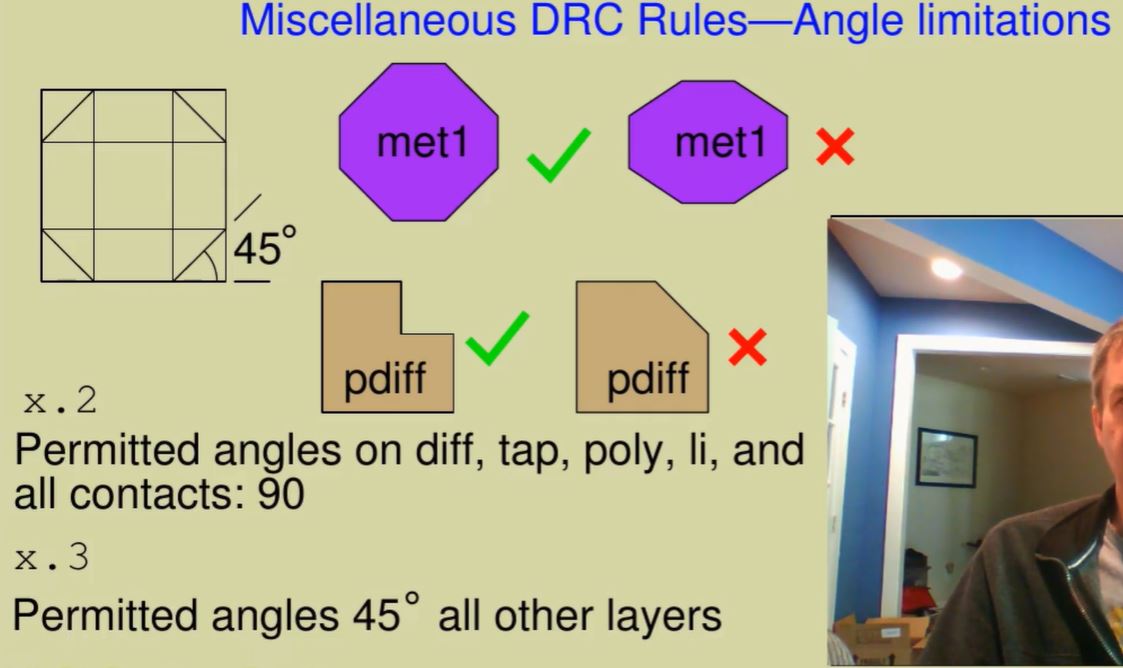 Miscellaneous DRC Rules—Angle limitations
met1
met1
45°
pdiff
pdiff
x.2
Permitted angles on diff, tap, poly, li, and
all contacts: 90
x.3
Permitted angles 45° all other layers